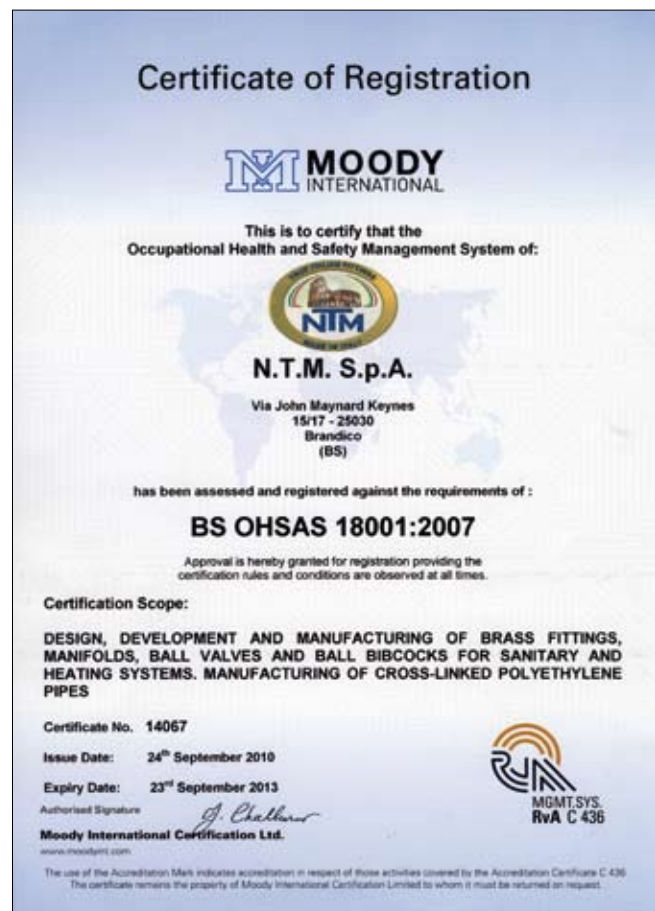 Certificate of Registration
MOODY
INTERNATIONAL
This is to certify that the
Occupational Health and Safety Management System of:
NTM
MADE IN ITALY
N.T.M. S.p.A.
Via John Maynard Keynes
15/17 - 25030
Brandico
(BS)
has been assessed and registered against the requirements of :
BS OHSAS 18001:2007
Approval is hereby granted for registration providing the
certification rules and conditions are observed at all times.
Certification Scope:
DESIGN, DEVELOPMENT AND MANUFACTURING OF BRASS FITTINGS,
MANIFOLDS, BALL VALVES AND BALL BIBCOCKS FOR SANITARY AND
HEATING SYSTEMS. MANUFACTURING OF CROSS-LINKED POLYETHYLENE
PIPES
Certificate No. 14067
Issue Date: 24th September 2010
Expiry Date: 23rd September 2013
Authorised Signature
Moody International Certification Ltd.
www.moodyint.com
RvA
MGMT.SYS.
RvA C 436
The use of the Accreditation Mark indicates accreditation in respect of those activities covered by the Accreditation Certificate C 436
The certificate remains the property of Moody International Certification Limited to whom it must be returned on request.